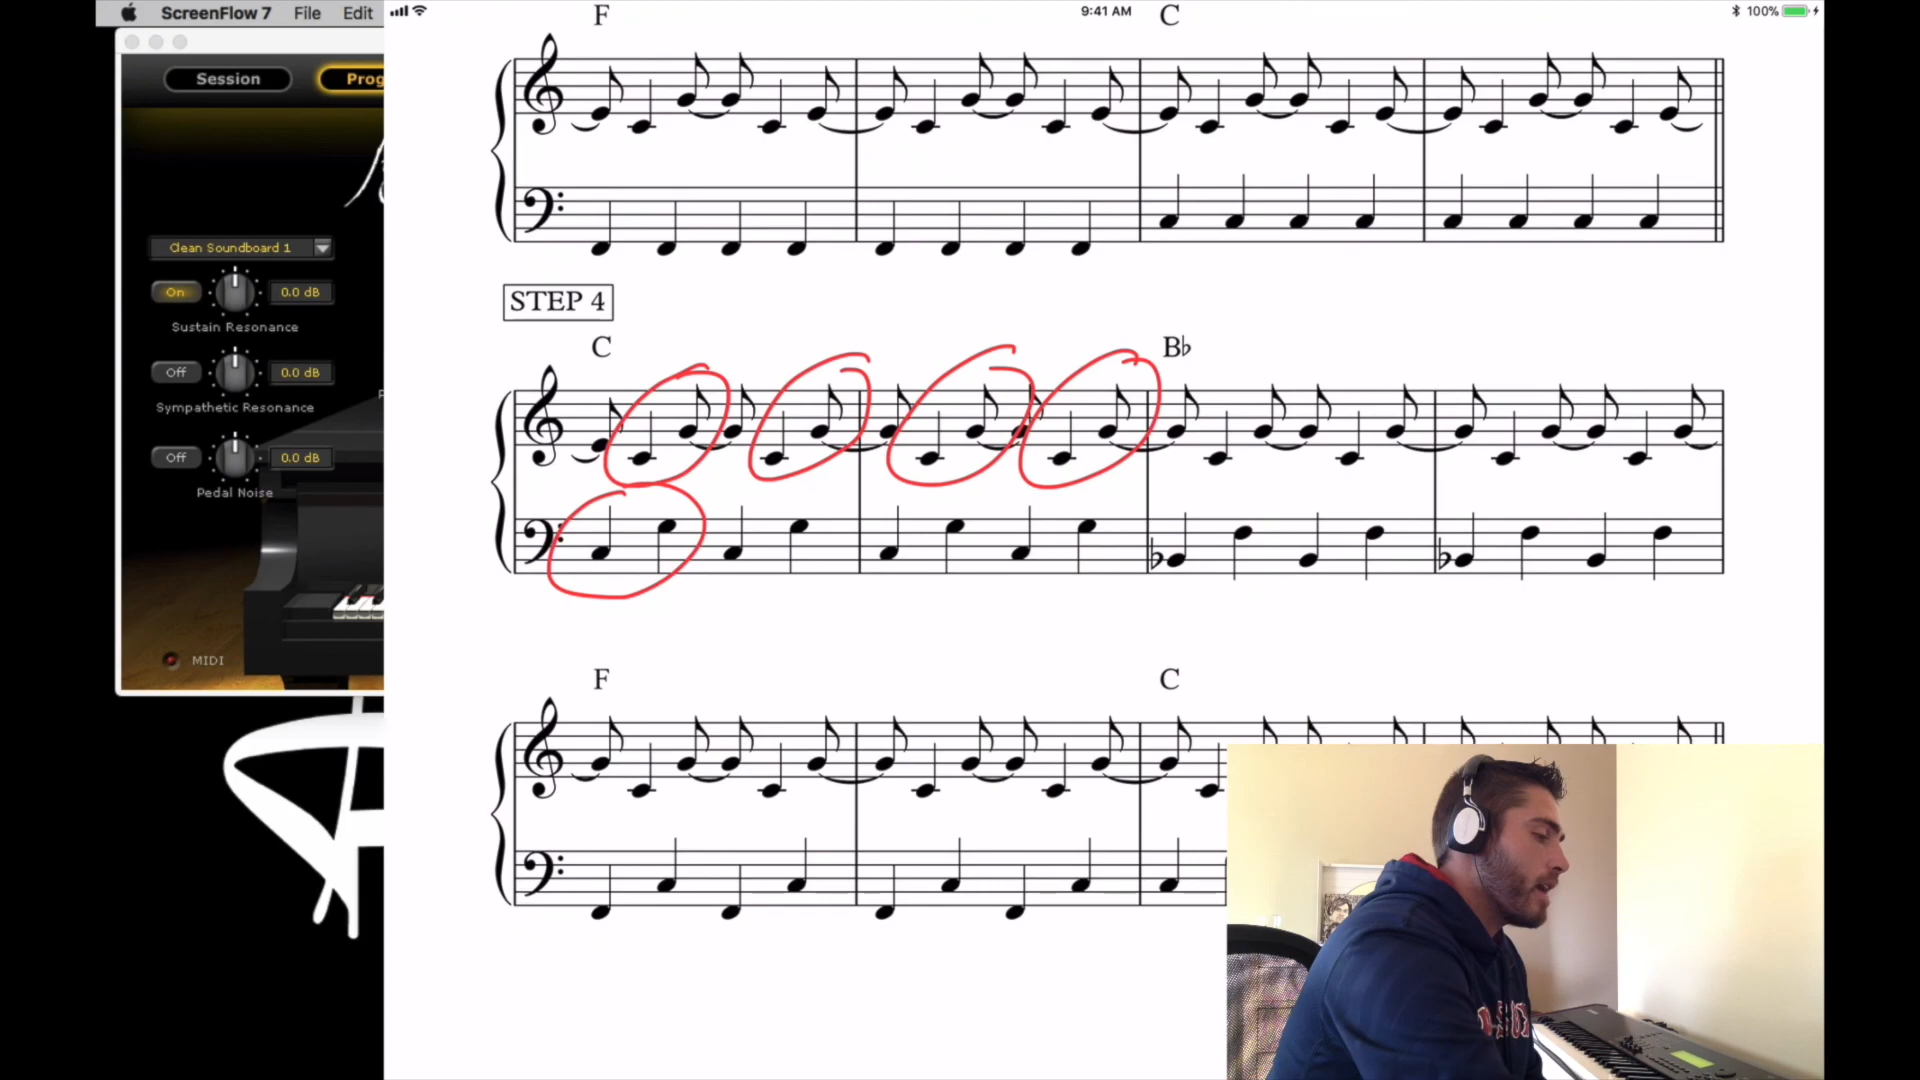 ScreenFlow 7 File Edit
9:41 AM
100%
Session
Prog
F C
Clean Soundboard 1
On 0.0 dB
Sustain Resonance
Off 0.0 dB
Sympathetic Resonance
Off 0.0 dB
Pedal Noise
MIDI
STEP 4
C B♭
F C